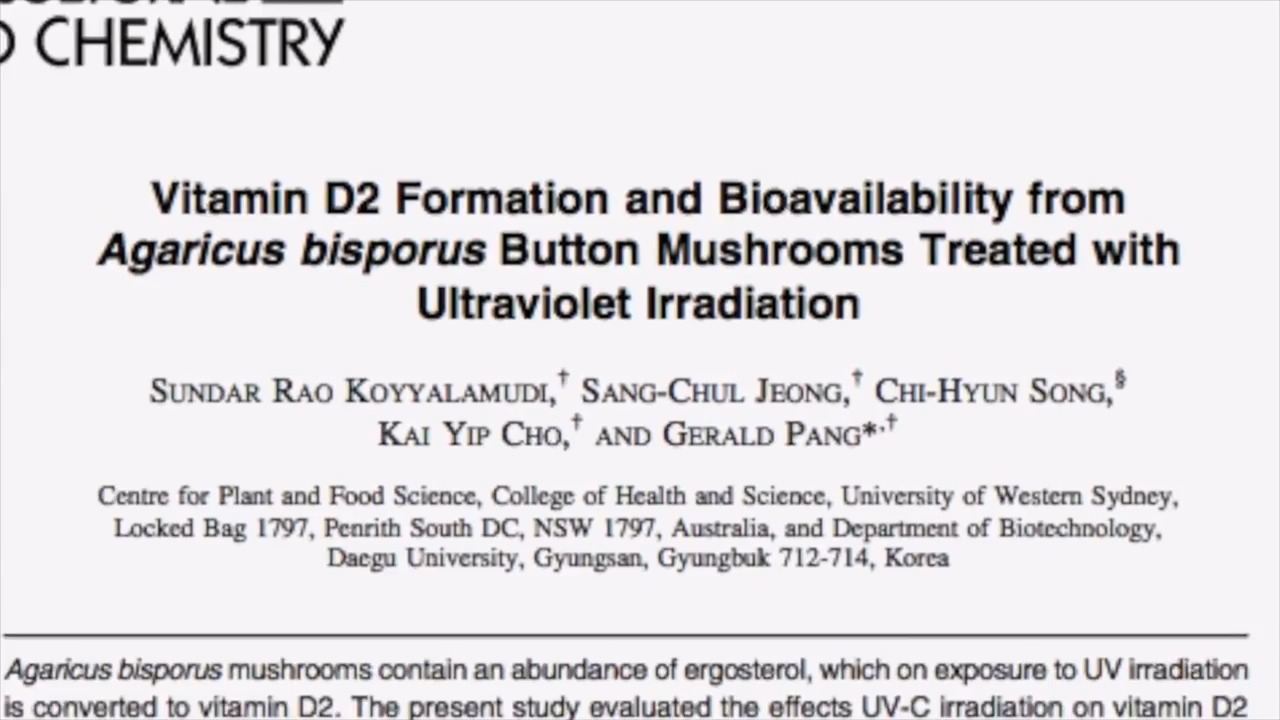 CHEMISTRY
Vitamin D2 Formation and Bioavailability from
Agaricus bisporus Button Mushrooms Treated with
Ultraviolet Irradiation
SUNDAR RAO KOYYALAMUDI,† SANG-CHUL JEONG,† CHI-HYUN SONG,§
KAI YIP CHO,† AND GERALD PANG*,†
Centre for Plant and Food Science, College of Health and Science, University of Western Sydney,
Locked Bag 1797, Penrith South DC, NSW 1797, Australia, and Department of Biotechnology,
Daegu University, Gyungsan, Gyungbuk 712-714, Korea
Agaricus bisporus mushrooms contain an abundance of ergosterol, which on exposure to UV irradiation
is converted to vitamin D2. The present study evaluated the effects UV-C irradiation on vitamin D2